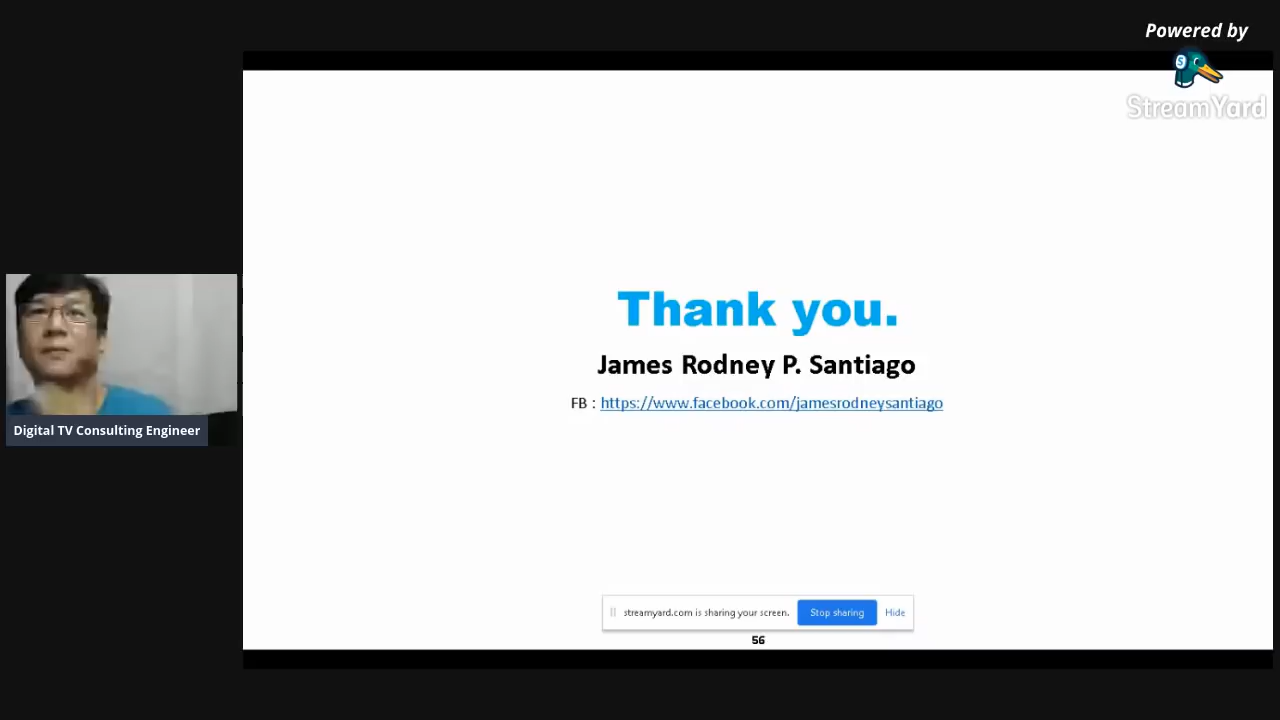 Powered by
StreamYard
Thank you.
James Rodney P. Santiago
FB : https://www.facebook.com/jamesrodneysantiago
Digital TV Consulting Engineer
streamyard.com is sharing your screen. Stop sharing Hide
56